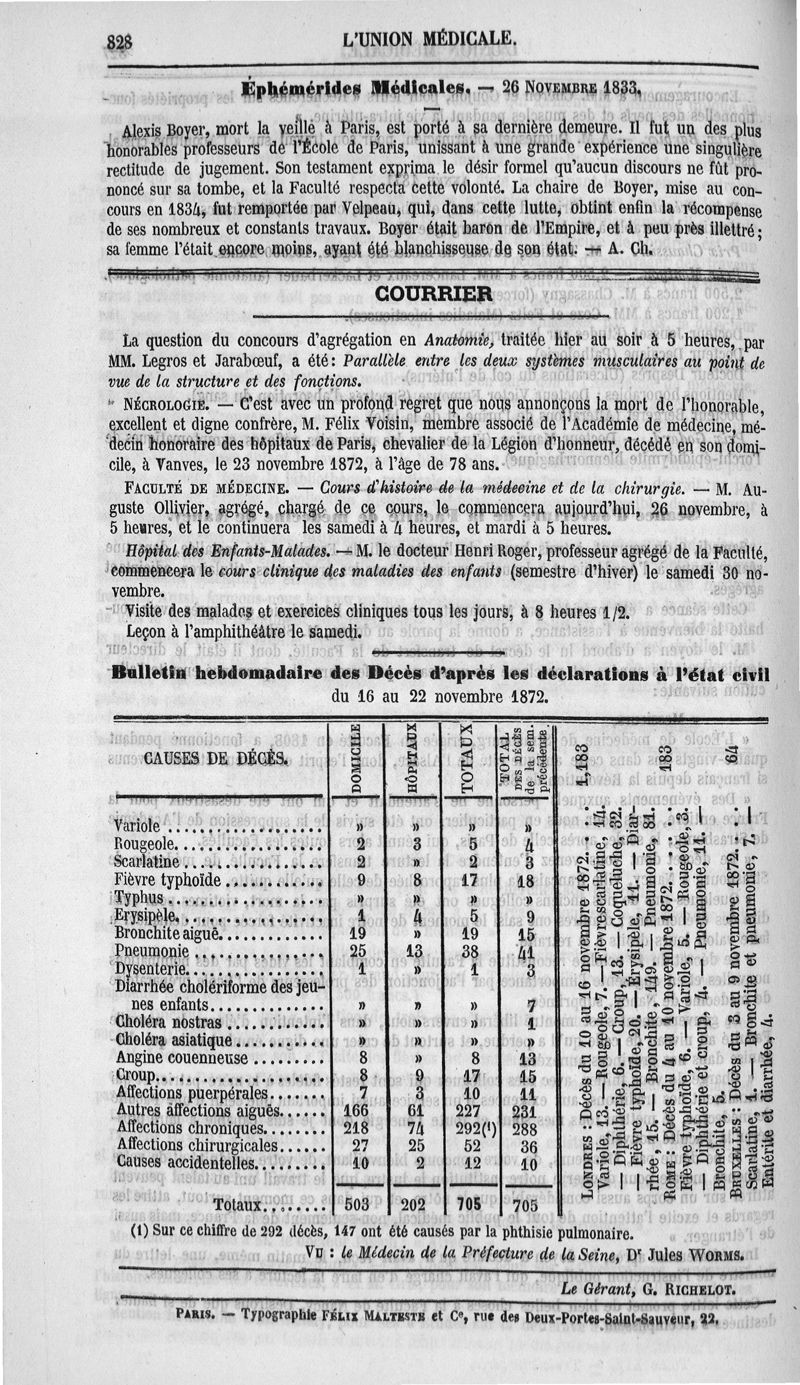 828
L'UNION MÉDICALE.
Éphémérides Médicales. — 26 Novembre 1833.
Alexis Boyer, mort la veille à Paris, est porté à sa dernière demeure. Il fut un des plus
honorables professeurs de l'École de Paris, unissant à une grande expérience une singulière
rectitude de jugement. Son testament exprima le désir formel qu'aucun discours ne fût pro-
noncé sur sa tombe, et la Faculté respecta cette volonté. La chaire de Boyer, mise au con-
cours en 1834, fut remportée par Velpeau, qui, dans cette lutte, obtint enfin la récompense
de ses nombreux et constants travaux. Boyer était baron de l'Empire, et à peu près illettré;
sa femme l'était encore moins, ayant été blanchisseuse de son état. — A. Ch.
COURRIER
La question du concours d'agrégation en Anatomie, traitée hier au soir à 5 heures, par
MM. Legros et Jarabœuf, a été: Parallèle entre les deux systèmes musculaires au point de
vue de la structure et des fonctions.
Nécrologie. — C'est avec un profond regret que nous annonçons la mort de l'honorable,
excellent et digne confrère, M. Félix Voisin, membre associé de l'Académie de médecine, mé-
decin honoraire des hôpitaux de Paris, chevalier de la Légion d'honneur, décédé en son domi-
cile, à Vanves, le 23 novembre 1872, à l'âge de 78 ans.
Faculté de médecine. — Cours d'histoire de la médecine et de la chirurgie. — M. Au-
guste Ollivier, agrégé, chargé de ce cours, le commencera aujourd'hui, 26 novembre, à
5 heures, et le continuera les samedi à 4 heures, et mardi à 5 heures.
Hôpital des Enfants-Malades. — M. le docteur Henri Roger, professeur agrégé de la Faculté,
commencera le cours clinique des maladies des enfants (semestre d'hiver) le samedi 30 no-
vembre.
Visite des malades et exercices cliniques tous les jours, à 8 heures 1/2.
Leçon à l'amphithéâtre le samedi.
Bulletin hebdomadaire des Décès d'après les déclarations à l'état civil
du 16 au 22 novembre 1872.
CAUSES DE DÉCÈS. DOMICILE HÔPITAUX TOTAUX TOTAL DES DÉCÈS de la sem. précédente.
Variole.................. » » » »
Rougeole.................. 2 3 5 4
Scarlatine.................. 2 » 2 3
Fièvre typhoïde............ 9 8 17 18
Typhus.................. » » » »
Erysipèle.................. 1 4 5 9
Bronchite aiguë............. 19 » 19 15
Pneumonie................ 25 13 38 41
Dysenterie................. 1 » 1 3
Diarrhée cholériforme des jeu-
nes enfants.............. » » » 7
Choléra nostras............ » » » 1
Choléra asiatique........... » » » »
Angine couenneuse......... 8 » 8 13
Croup..................... 8 9 17 15
Affections puerpérales....... 7 3 10 11
Autres affections aiguës...... 166 61 227 231
Affections chroniques........ 218 74 292(1) 288
Affections chirurgicales...... 27 25 52 36
Causes accidentelles......... 10 2 12 10
Totaux........ 503 202 705 705
LONDRES: Décès du 10 au 16 novembre 1872. . . 1,183
Variole, 13. — Rougeole, 7. — Fièvre scarlatine, 14.
— Diphthérie, 6. — Croup, 13. — Coqueluche, 32.
— Fièvre typhoïde, 20. — Érysipèle, 11. — Diar-
rhée, 15. — Bronchite, 149. — Pneumonie, 81.
ROME: Décès du 4 au 10 novembre 1872. . . . . 183
Fièvre typhoïde, 6. — Variole, 5. — Rougeole, 3
— Diphthérie et croup, 4. — Pneumonie, 11. —
Bronchite, 5.
BRUXELLES: Décès du 3 au 9 novembre 1872. . . . 64
Scarlatine, 1. — Bronchite et pneumonie, 7. —
Entérite et diarrhée, 4.
(1) Sur ce chiffre de 292 décès, 147 ont été causés par la phthisie pulmonaire.
Vu : le Médecin de la Préfecture de la Seine, Dr Jules Worms.
Le Gérant, G. Richelot.
Paris. — Typographie Félix Malteste et Ce, rue des Deux-Portes-Saint-Sauveur, 22.